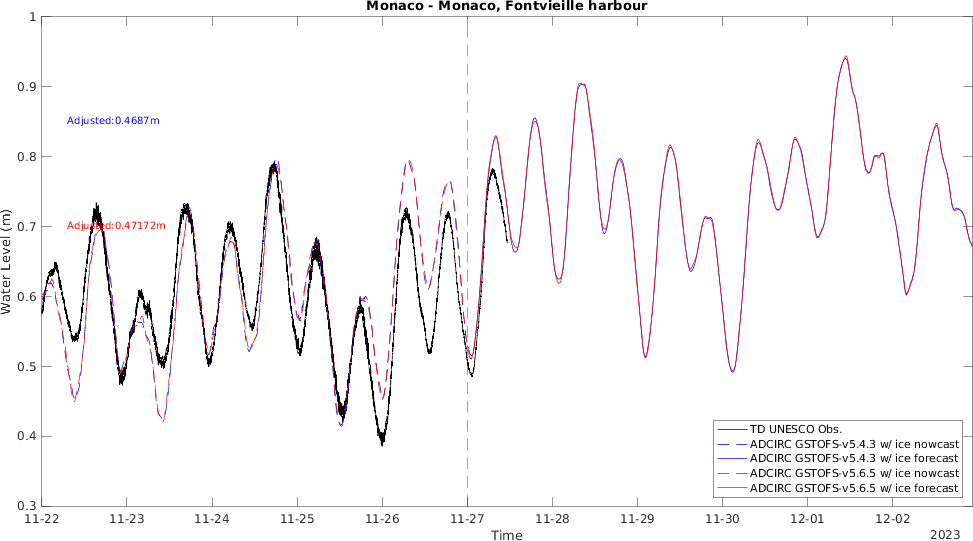 Monaco - Monaco, Fontvieille harbour
1
0.9
0.8
0.7
0.6
0.5
0.4
0.3
Water Level (m)
Adjusted:0.4687m
Adjusted:0.47172m
TD UNESCO Obs.
ADCIRC GSTOFS-v5.4.3 w/ ice nowcast
ADCIRC GSTOFS-v5.4.3 w/ ice forecast
ADCIRC GSTOFS-v5.6.5 w/ ice nowcast
ADCIRC GSTOFS-v5.6.5 w/ ice forecast
11-22 11-23 11-24 11-25 11-26 11-27 11-28 11-29 11-30 12-01 12-02
Time
2023